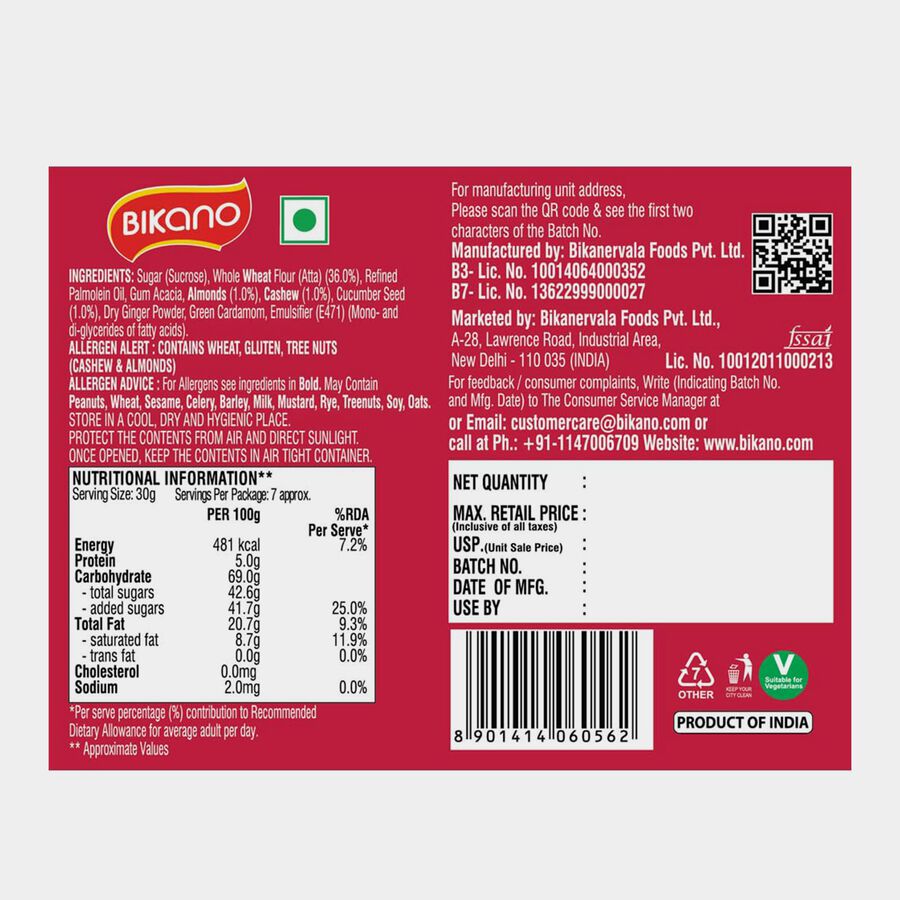 BIKANO
INGREDIENTS: Sugar (Sucrose), Whole Wheat Flour (Atta) (36.0%), Refined
Palmolein Oil, Gum Acacia, Almonds (1.0%), Cashew (1.0%), Cucumber Seed
(1.0%), Dry Ginger Powder, Green Cardamom, Emulsifier (E471) (Mono- and
di-glycerides of fatty acids).
ALLERGEN ALERT : CONTAINS WHEAT, GLUTEN, TREE NUTS
(CASHEW & ALMONDS)
ALLERGEN ADVICE : For Allergens see ingredients in Bold. May Contain
Peanuts, Wheat, Sesame, Celery, Barley, Milk, Mustard, Rye, Treenuts, Soy, Oats.
STORE IN A COOL, DRY AND HYGIENIC PLACE.
PROTECT THE CONTENTS FROM AIR AND DIRECT SUNLIGHT.
ONCE OPENED, KEEP THE CONTENTS IN AIR TIGHT CONTAINER.
NUTRITIONAL INFORMATION**
Serving Size: 30g Servings Per Package: 7 approx.
PER 100g %RDA
Per Serve*
Energy 481 kcal 7.2%
Protein 5.0g
Carbohydrate 69.0g
- total sugars 42.6g
- added sugars 41.7g 25.0%
Total Fat 20.7g 9.3%
- saturated fat 8.7g 11.9%
- trans fat 0.0g 0.0%
Cholesterol 0.0mg
Sodium 2.0mg 0.0%
*Per serve percentage (%) contribution to Recommended
Dietary Allowance for average adult per day.
** Approximate Values
For manufacturing unit address,
Please scan the QR code & see the first two
characters of the Batch No.
Manufactured by: Bikanervala Foods Pvt. Ltd.
B3- Lic. No. 10014064000352
B7- Lic. No. 13622999000027
Marketed by: Bikanervala Foods Pvt. Ltd.,
A-28, Lawrence Road, Industrial Area,
New Delhi - 110 035 (INDIA)
fssai
Lic. No. 10012011000213
For feedback / consumer complaints, Write (Indicating Batch No.
and Mfg. Date) to The Consumer Service Manager at
or Email: customercare@bikano.com or
call at Ph.: +91-1147006709 Website: www.bikano.com
NET QUANTITY :
MAX. RETAIL PRICE :
(Inclusive of all taxes)
USP.(Unit Sale Price) :
BATCH NO. :
DATE OF MFG. :
USE BY :
8 901414 060562
7
OTHER
KEEP YOUR
CITY CLEAN
V
Suitable for
Vegetarians
PRODUCT OF INDIA